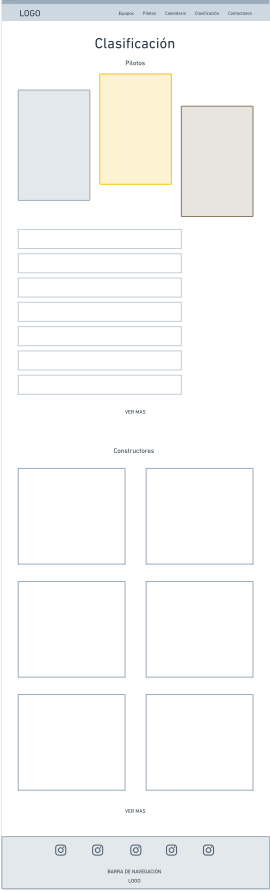 LOGO
Equipos Pilotos Calendario Clasificación Contactanos
Clasificación
Pilotos
VER MAS
Constructores
VER MAS
BARRA DE NAVEGACIÓN
LOGO